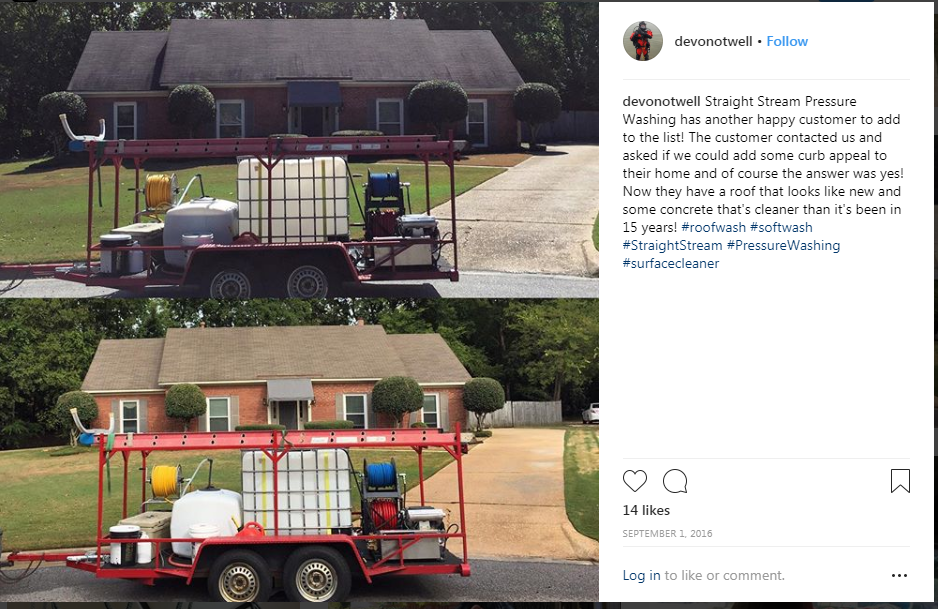 devonotwell • Follow
devonotwell Straight Stream Pressure
Washing has another happy customer to add
to the list! The customer contacted us and
asked if we could add some curb appeal to
their home and of course the answer was yes!
Now they have a roof that looks like new and
some concrete that's cleaner than it's been in
15 years! #roofwash #softwash
#StraightStream #PressureWashing
#surfacecleaner
14 likes
SEPTEMBER 1, 2016
Log in to like or comment.